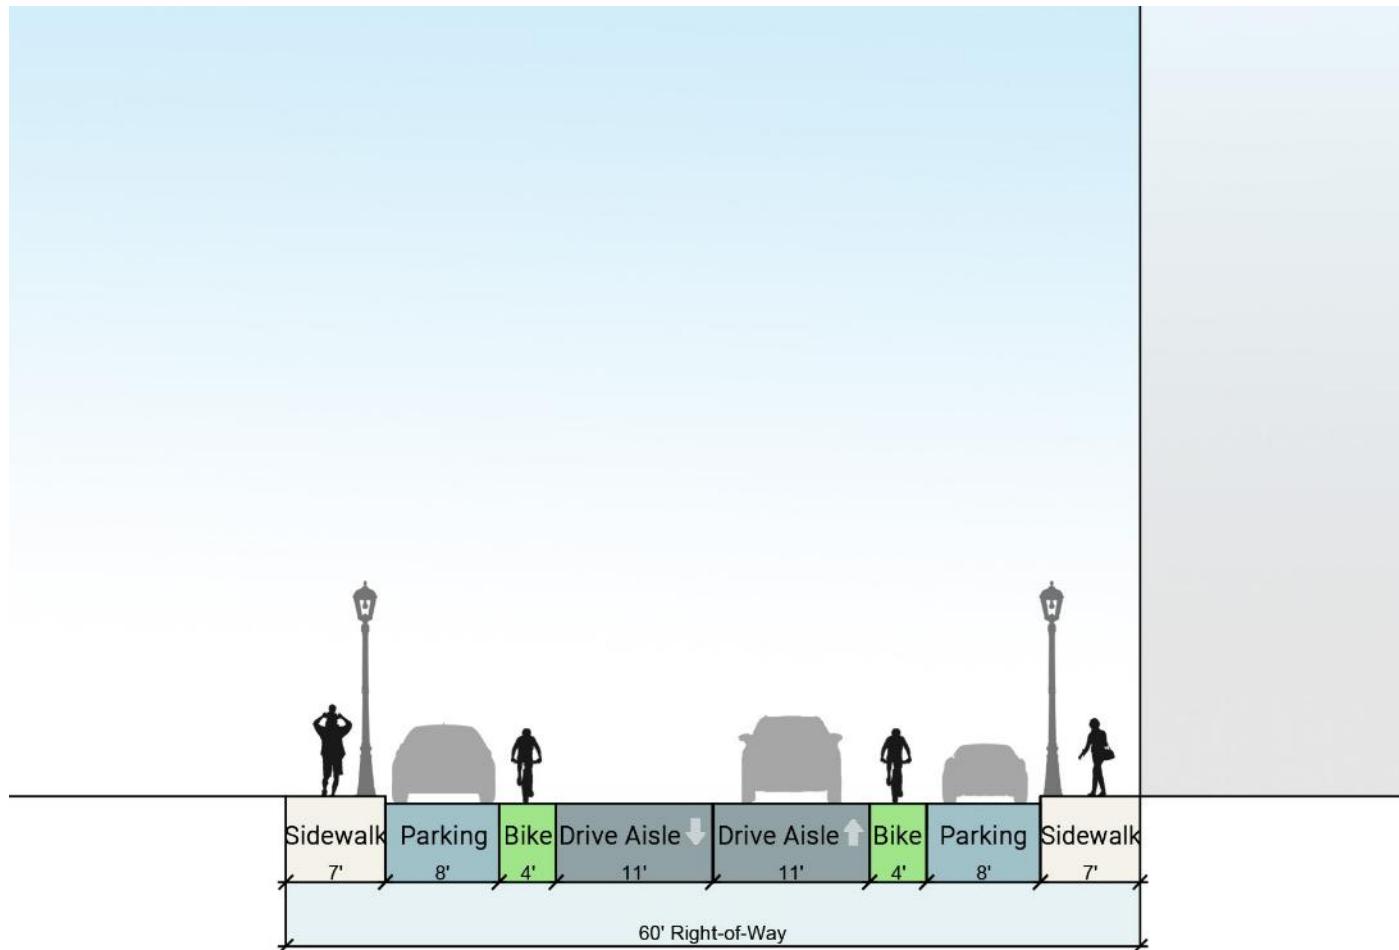 Sidewalk Parking Bike Drive Aisle Drive Aisle Bike Parking Sidewalk
7' 8' 4' 11' 11' 4' 8' 7'
60' Right-of-Way